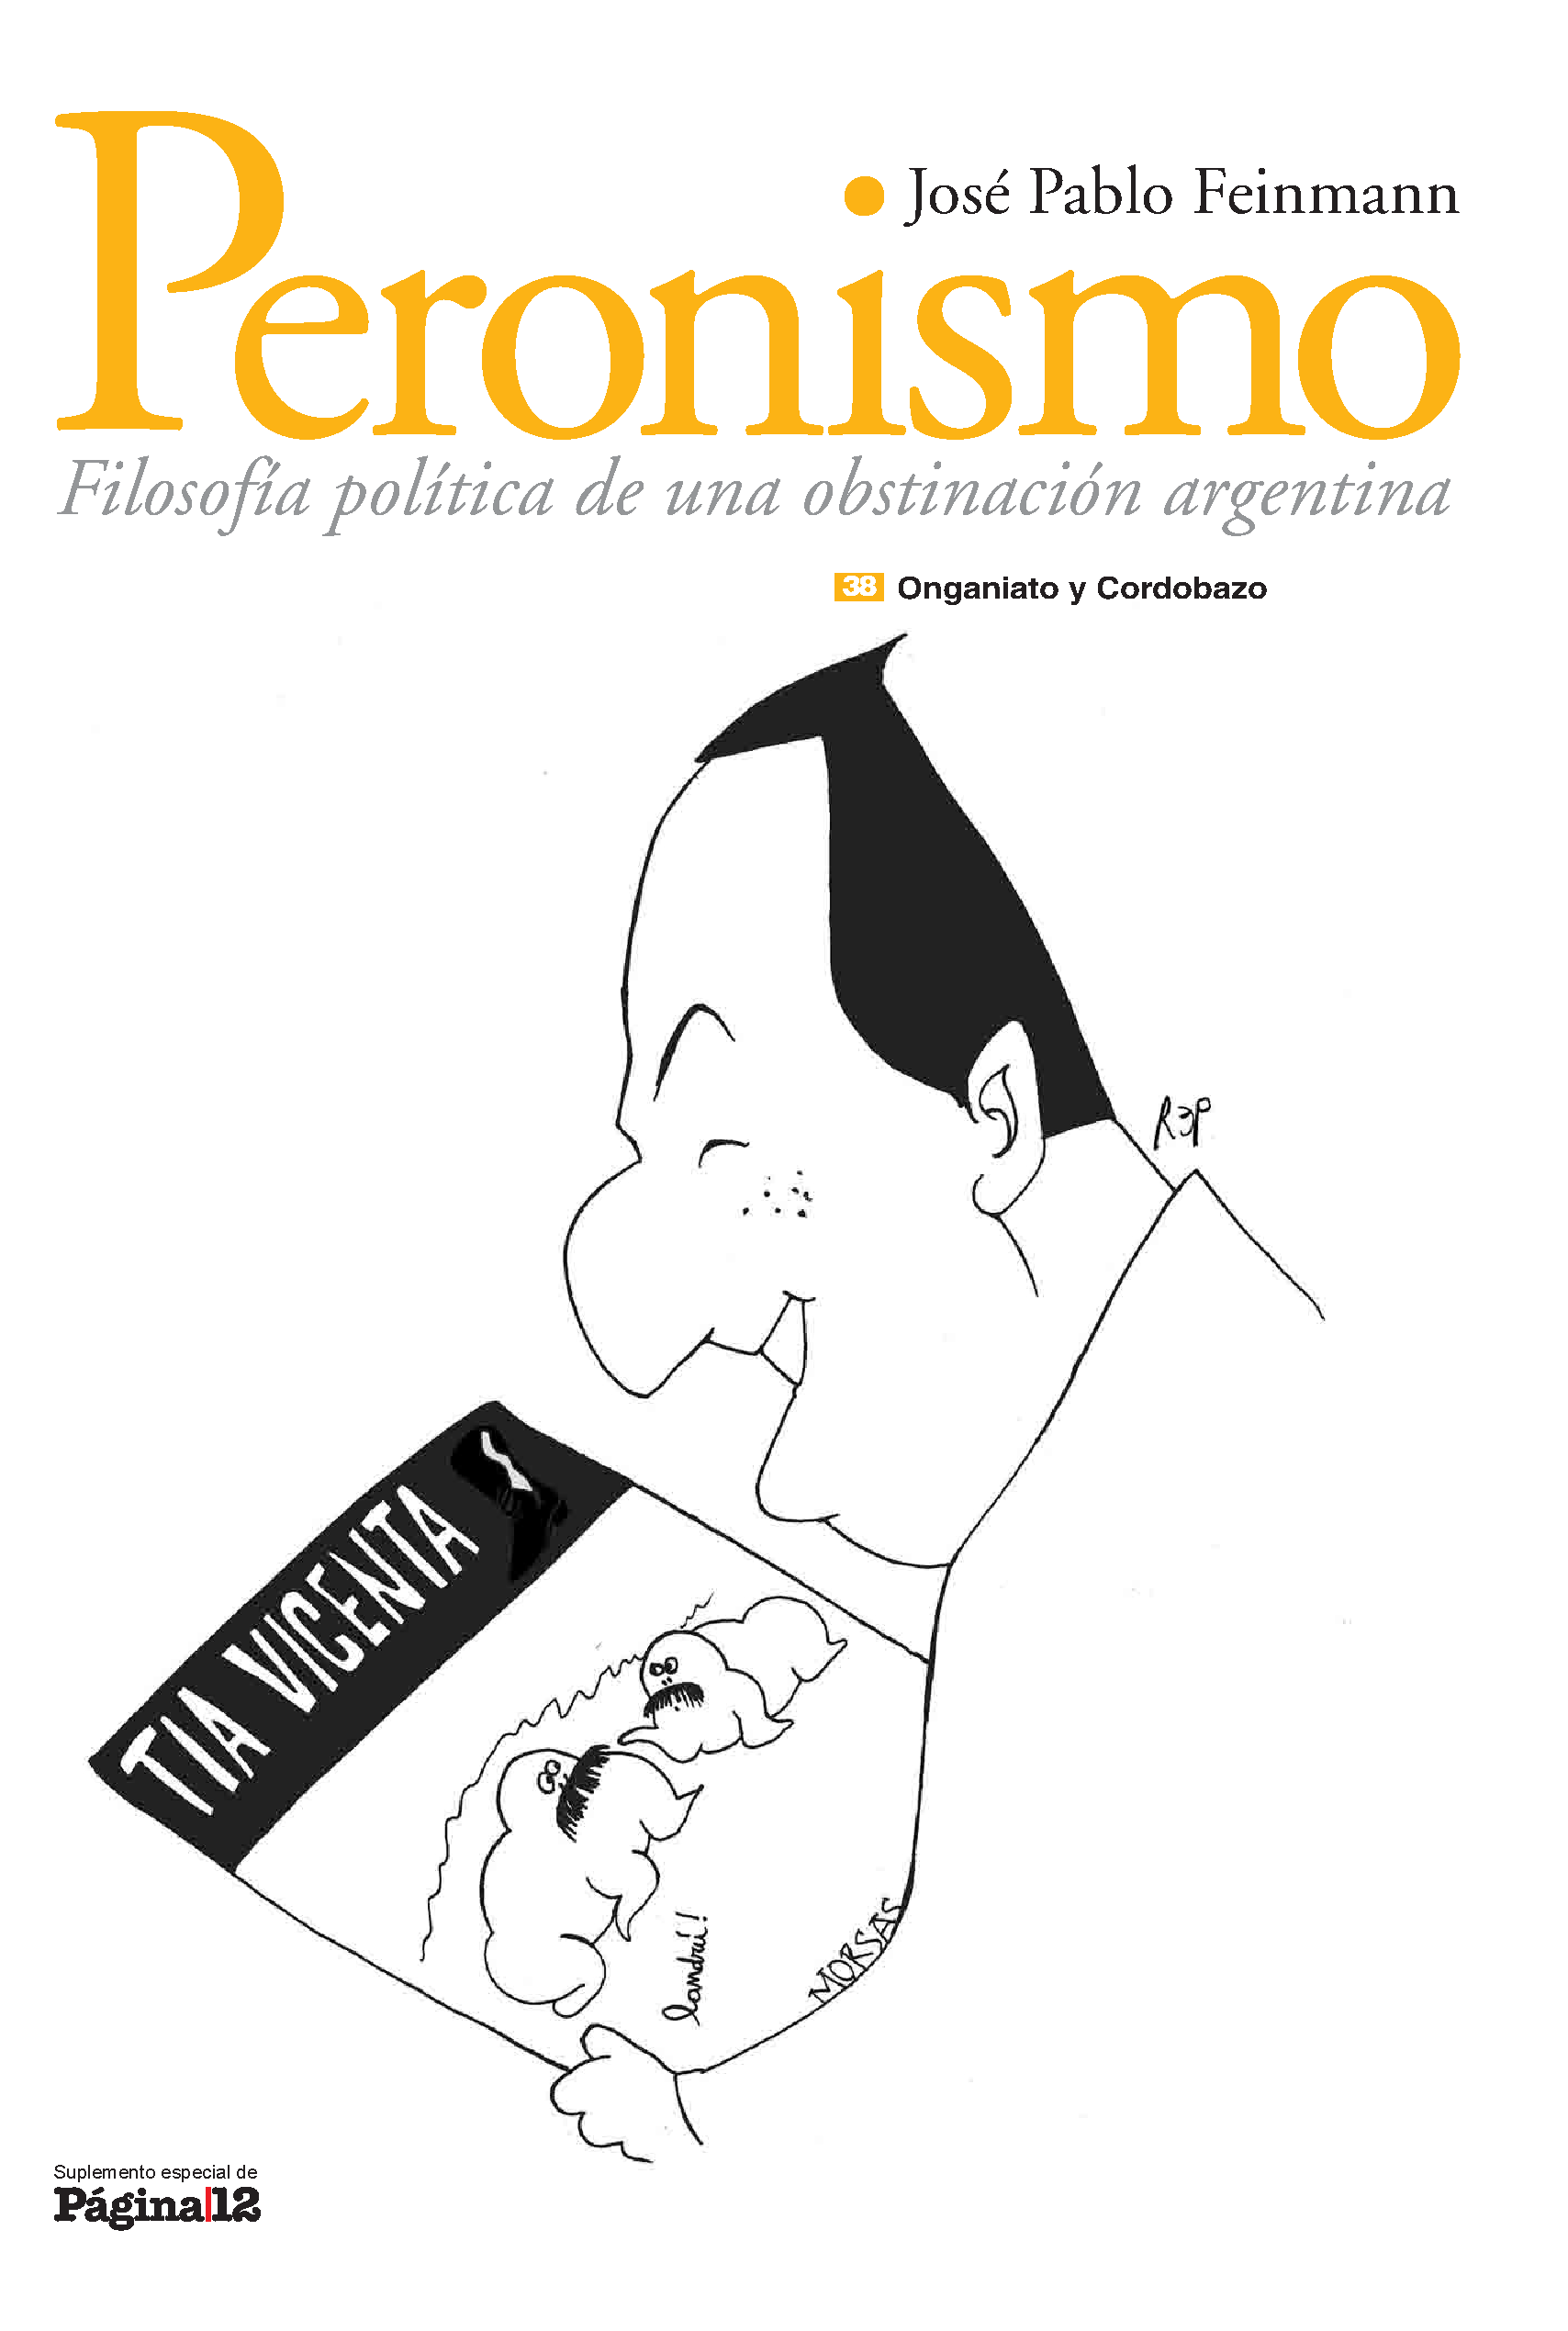 José Pablo Feinmann
Peronismo
Filosofía política de una obstinación argentina
38 Onganiato y Cordobazo
REP
TIA VICENTA
landrú!
MORSAS
Suplemento especial de
Página|12